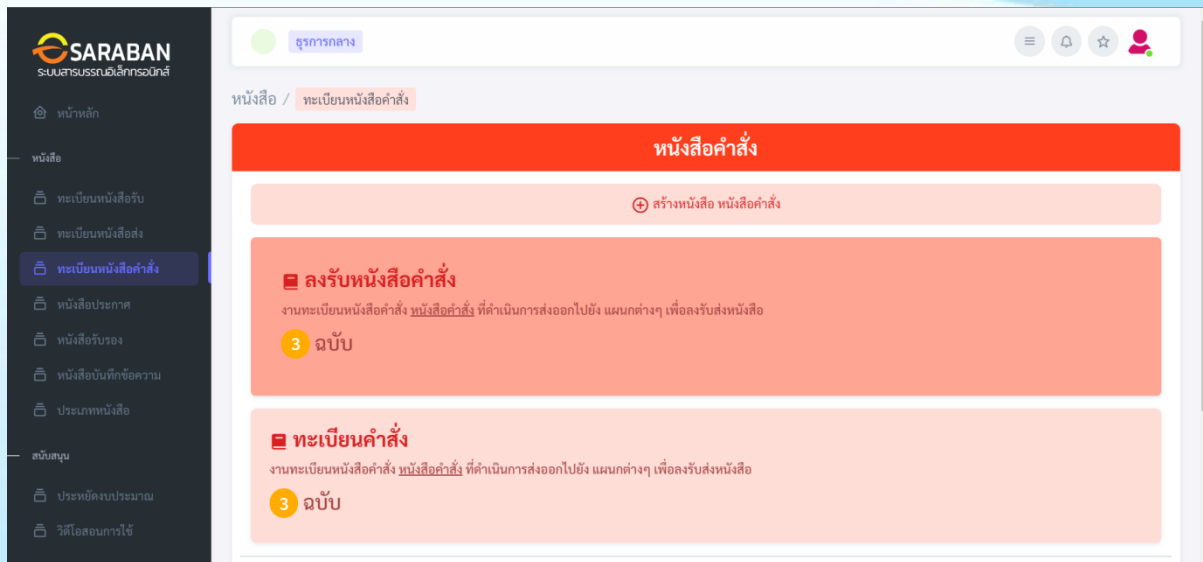 SARABAN
ระบบสารบรรณอิเล็กทรอนิกส์
หน้าหลัก
หนังสือ
ทะเบียนหนังสือรับ
ทะเบียนหนังสือส่ง
ทะเบียนหนังสือคำสั่ง
หนังสือประกาศ
หนังสือรับรอง
หนังสือบันทึกข้อความ
ประเภทหนังสือ
สนับสนุน
ประหยัดงบประมาณ
วิดีโอสอนการใช้
ธุรการกลาง
หนังสือ / ทะเบียนหนังสือคำสั่ง
หนังสือคำสั่ง
สร้างหนังสือ หนังสือคำสั่ง
ลงรับหนังสือคำสั่ง
งานทะเบียนหนังสือคำสั่ง หนังสือคำสั่ง ที่ดำเนินการส่งออกไปยัง แผนกต่างๆ เพื่อลงรับส่งหนังสือ
3 ฉบับ
ทะเบียนคำสั่ง
งานทะเบียนหนังสือคำสั่ง หนังสือคำสั่ง ที่ดำเนินการส่งออกไปยัง แผนกต่างๆ เพื่อลงรับส่งหนังสือ
3 ฉบับ